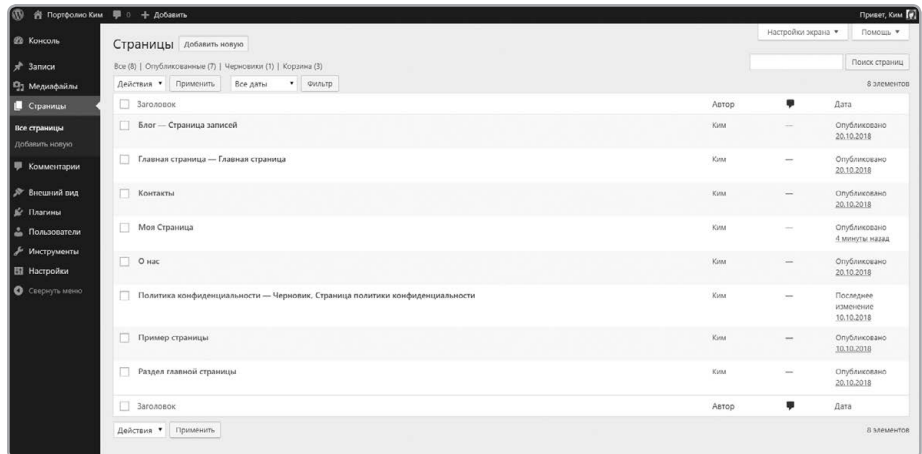 Портфолио Ким 0 + Добавить Привет, Ким
Настройки экрана Помощь
Консоль
Записи
Медиафайлы
Страницы
Все страницы
Добавить новую
Комментарии
Внешний вид
Плагины
Пользователи
Инструменты
Настройки
Свернуть меню
Страницы Добавить новую
Все (8) | Опубликованные (7) | Черновики (1) | Корзина (3)
Поиск страниц
Действия Применить Все даты Фильтр 8 элементов
Заголовок Автор Дата
Блог — Страница записей Ким — Опубликовано
20.10.2018
Главная страница — Главная страница Ким — Опубликовано
20.10.2018
Контакты Ким — Опубликовано
20.10.2018
Моя Страница Ким — Опубликовано
4 минуты назад
О нас Ким — Опубликовано
20.10.2018
Политика конфиденциальности — Черновик, Страница политики конфиденциальности Ким — Последнее
изменение
10.10.2018
Пример страницы Ким — Опубликовано
10.10.2018
Раздел главной страницы Ким — Опубликовано
20.10.2018
Заголовок Автор Дата
Действия Применить 8 элементов